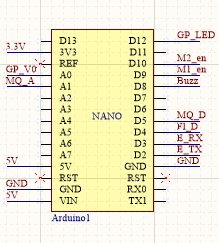 GP_LED
D13 D12
3.3V
3V3 D11
M2_en
REF D10
GP_V0 M1_en
A0 D9
MQ_A Buzz
A1 D8
A2 D7
A3 D6
NANO MQ_D
A4 D5
A5 D4
E_RX
A6 D3
E_TX
A7 D2
5V GND
5V GND
RST RST
GND
GND RX0
5V
VIN TX1
Arduino1